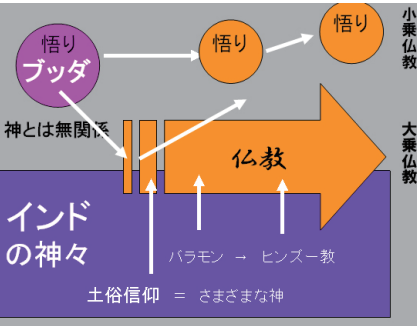 悟り
ブッダ
悟り
悟り
小乗仏教
神とは無関係
仏教
大乗仏教
インド
の神々
バラモン → ヒンズー教
土俗信仰 = さまざまな神